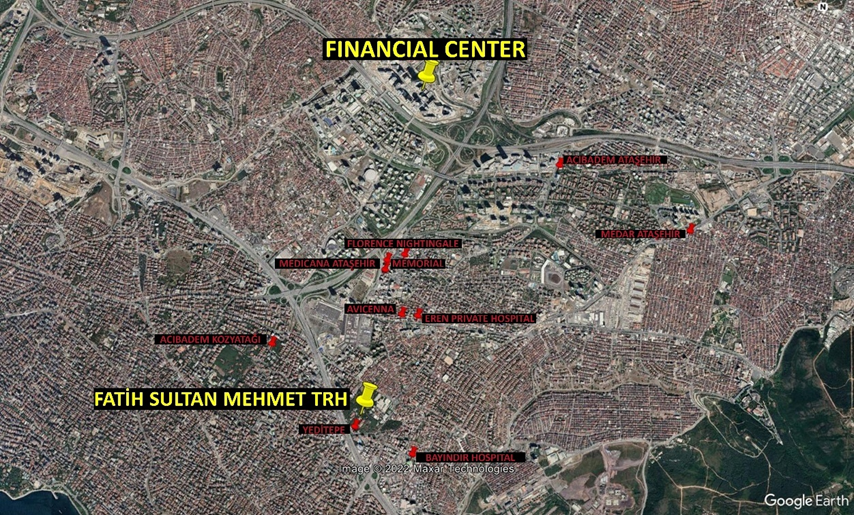 N
FINANCIAL CENTER
ACIBADEM ATAŞEHİR
MEDAR ATAŞEHİR
FLORENCE NIGHTINGALE
MEDICANA ATAŞEHİR
MEMORIAL
AVICENNA
EREN PRIVATE HOSPITAL
ACIBADEM KOZYATAĞI
FATİH SULTAN MEHMET TRH
YEDİTEPE
BAYINDIR HOSPITAL
Image © 2022 Maxar Technologies
Google Earth